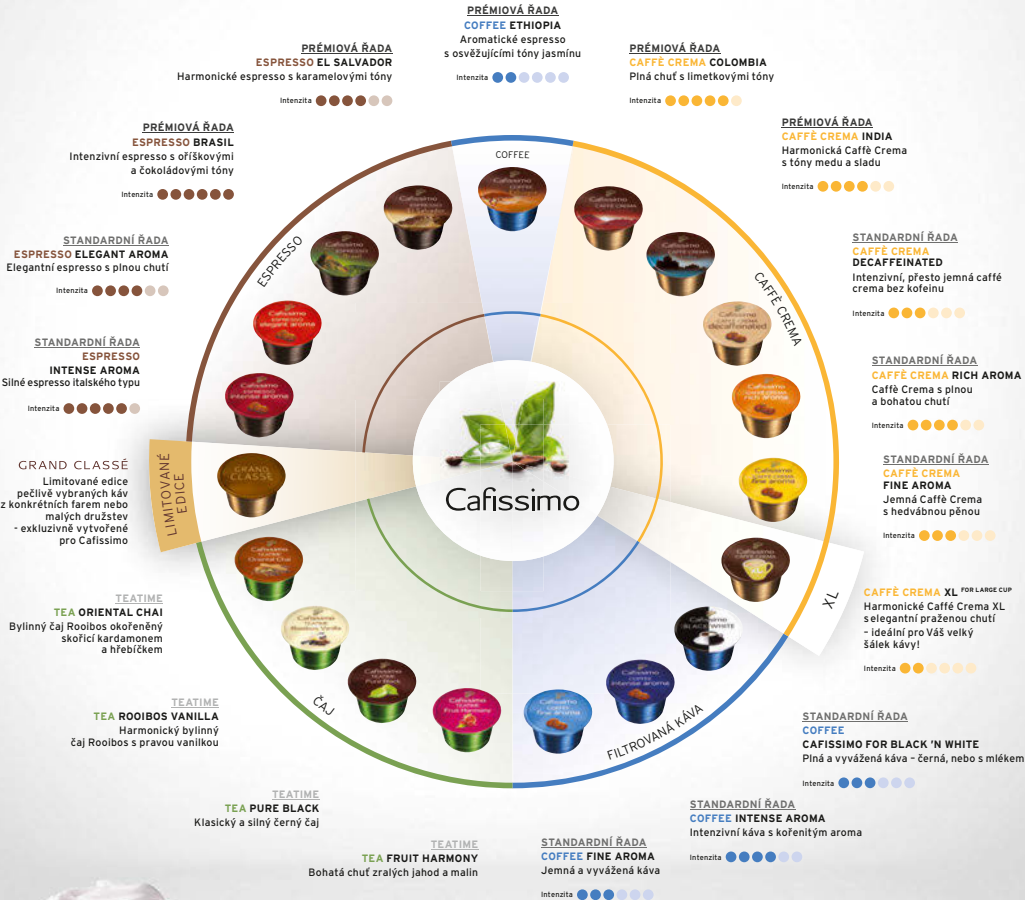 PRÉMIOVÁ ŘADA
COFFEE ETHIOPIA
Aromatické espresso
s osvěžujícími tóny jasmínu
Intenzita
PRÉMIOVÁ ŘADA
ESPRESSO EL SALVADOR
Harmonické espresso s karamelovými tóny
Intenzita
PRÉMIOVÁ ŘADA
CAFFÈ CREMA COLOMBIA
Plná chuť s limetkovými tóny
Intenzita
PRÉMIOVÁ ŘADA
ESPRESSO BRASIL
Intenzivní espresso s oříškovými
a čokoládovými tóny
Intenzita
PRÉMIOVÁ ŘADA
CAFFÈ CREMA INDIA
Harmonická Caffè Crema
s tóny medu a sladu
Intenzita
STANDARDNÍ ŘADA
ESPRESSO ELEGANT AROMA
Elegantní espresso s plnou chutí
Intenzita
STANDARDNÍ ŘADA
CAFFÈ CREMA
DECAFFEINATED
Intenzivní, přesto jemná caffé
crema bez kofeinu
Intenzita
STANDARDNÍ ŘADA
ESPRESSO
INTENSE AROMA
Silné espresso italského typu
Intenzita
STANDARDNÍ ŘADA
CAFFÈ CREMA RICH AROMA
Caffè Crema s plnou
a bohatou chutí
Intenzita
GRAND CLASSÉ
Limitované edice
pečlivě vybraných káv
z konkrétních farem nebo
malých družstev
- exkluzivně vytvořené
pro Cafissimo
STANDARDNÍ ŘADA
CAFFÈ CREMA
FINE AROMA
Jemná Caffè Crema
s hedvábnou pěnou
Intenzita
CAFFÈ CREMA XL FOR LARGE CUP
Harmonické Caffé Crema XL
s elegantní praženou chutí
– ideální pro Váš velký
šálek kávy!
Intenzita
TEATIME
TEA ORIENTAL CHAI
Bylinný čaj Rooibos okořeněný
skořicí kardamonem
a hřebíčkem
TEATIME
TEA ROOIBOS VANILLA
Harmonický bylinný
čaj Rooibos s pravou vanilkou
STANDARDNÍ ŘADA
COFFEE
CAFISSIMO FOR BLACK 'N WHITE
Plná a vyvážená káva – černá, nebo s mlékem
Intenzita
TEATIME
TEA PURE BLACK
Klasický a silný černý čaj
STANDARDNÍ ŘADA
COFFEE INTENSE AROMA
Intenzivní káva s kořenitým aroma
Intenzita
TEATIME
TEA FRUIT HARMONY
Bohatá chuť zralých jahod a malin
STANDARDNÍ ŘADA
COFFEE FINE AROMA
Jemná a vyvážená káva
Intenzita
COFFEE
ESPRESSO
CAFFÈ CREMA
LIMITOVANÉ
EDICE
XL
ČAJ
FILTROVANÁ KÁVA
Cafissimo
GRAND
CLASSÉ